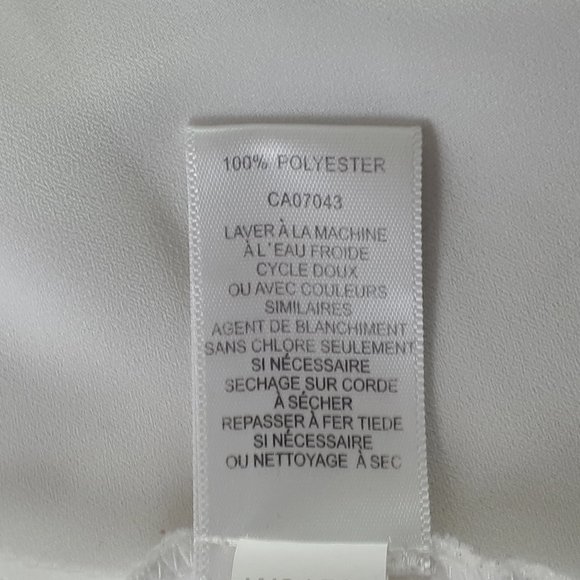 100% POLYESTER
CA07043
LAVER À LA MACHINE
À L'EAU FROIDE
CYCLE DOUX
OU AVEC COULEURS
SIMILAIRES
AGENT DE BLANCHIMENT
SANS CHLORE SEULEMENT
SI NÉCESSAIRE
SECHAGE SUR CORDE
À SÉCHER
REPASSER À FER TIEDE
SI NÉCESSAIRE
OU NETTOYAGE À SEC